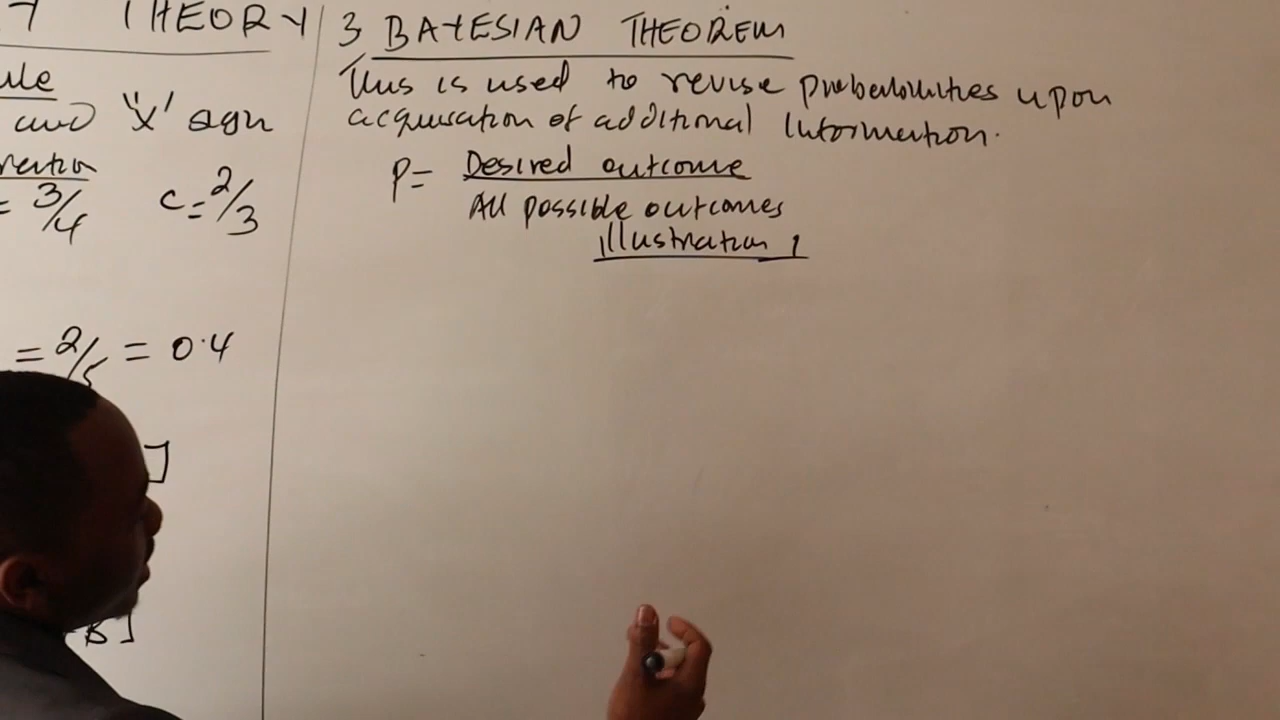 THEORY
and 'x' sign
= 3/4 c = 2/3
= 2/5 = 0.4
]
B]
3 BAYESIAN THEOREM
This is used to revise probabilities upon
acquisation of additional Information.
P = Desired outcome
All possible outcomes
Illustration 1